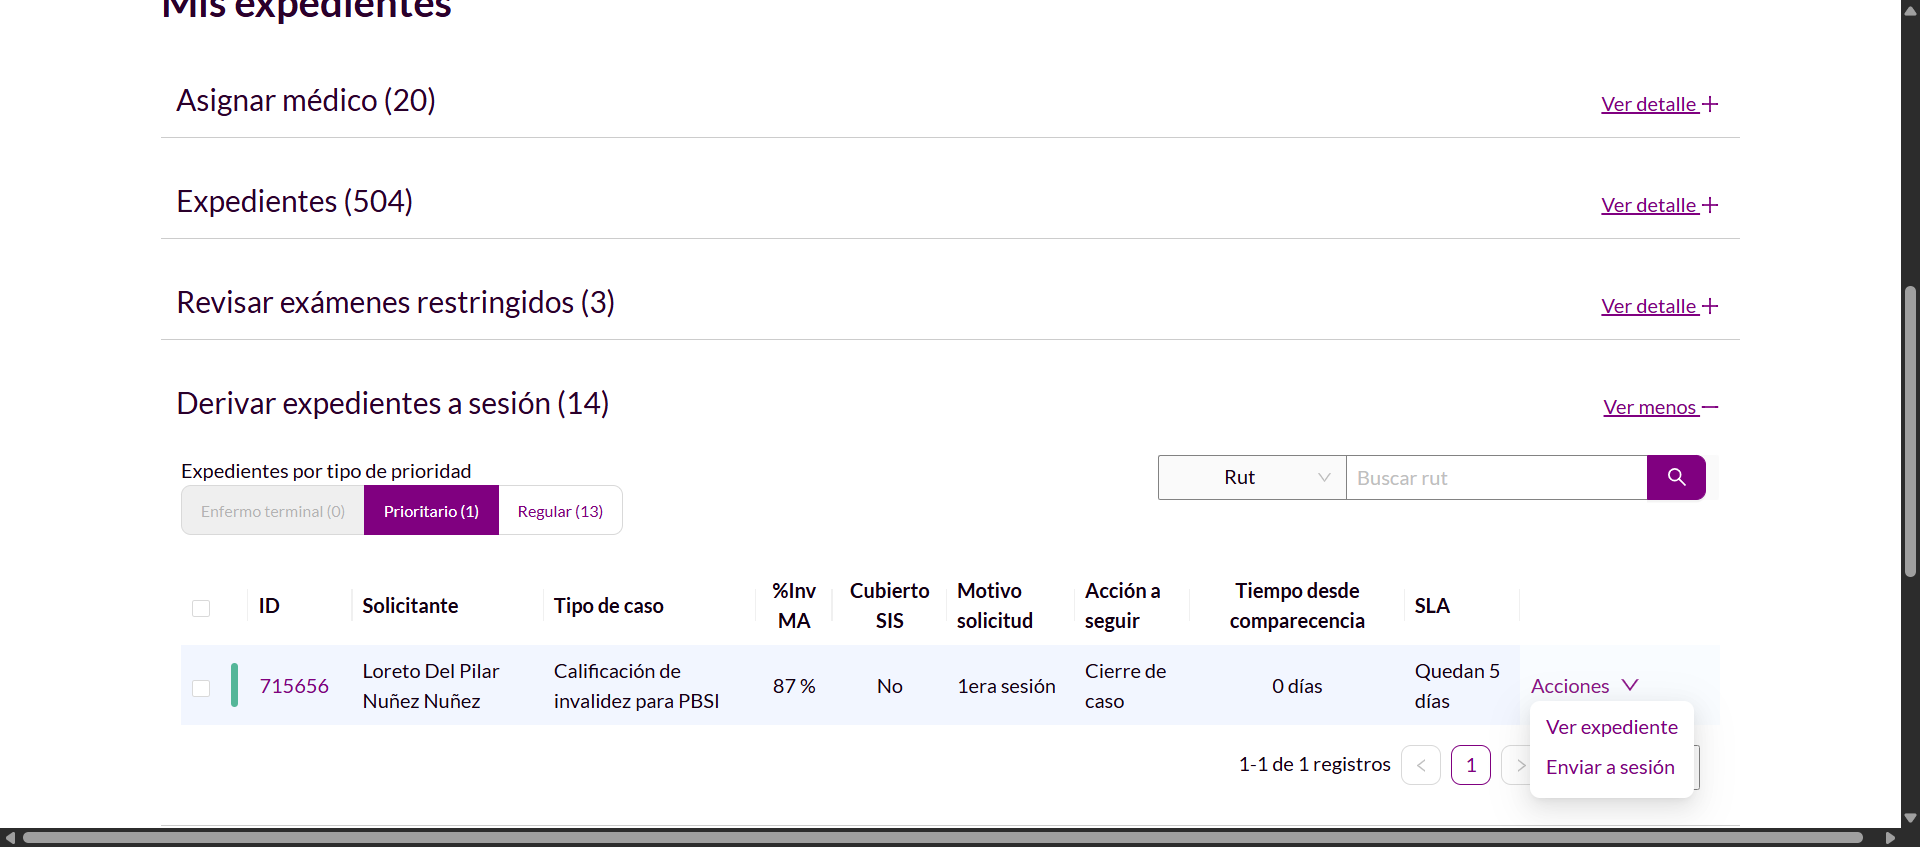 Mis expedientes
Asignar médico (20)
Ver detalle
Expedientes (504)
Ver detalle
Revisar exámenes restringidos (3)
Ver detalle
Derivar expedientes a sesión (14)
Ver menos
Expedientes por tipo de prioridad
Enfermo terminal (0)
Prioritario (1)
Regular (13)
Rut
Buscar rut
ID
Solicitante
Tipo de caso
%Inv
MA
Cubierto
SIS
Motivo
solicitud
Acción a
seguir
Tiempo desde
comparecencia
SLA
715656
Loreto Del Pilar
Nuñez Nuñez
Calificación de
invalidez para PBSI
87 %
No
1era sesión
Cierre de
caso
0 días
Quedan 5
días
Acciones
Ver expediente
Enviar a sesión
1-1 de 1 registros
1